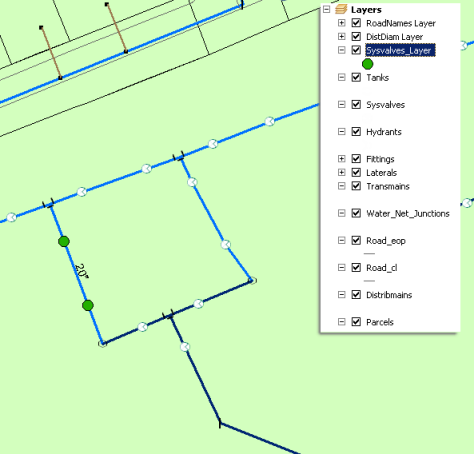 Layers
RoadNames Layer
DistDiam Layer
Sysvalves_Layer
Tanks
Sysvalves
Hydrants
Fittings
Laterals
Transmains
Water_Net_Junctions
Road_eop
Road_cl
Distribmains
Parcels
20"